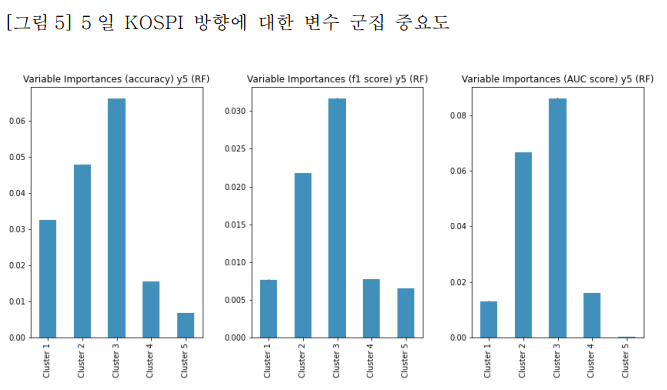 [그림 5] 5 일 KOSPI 방향에 대한 변수 군집 중요도
Variable Importances (accuracy) y5 (RF)
0.06
0.05
0.04
0.03
0.02
0.01
0.00
Cluster 1
Cluster 2
Cluster 3
Cluster 4
Cluster 5
Variable Importances (f1 score) y5 (RF)
0.030
0.025
0.020
0.015
0.010
0.005
0.000
Cluster 1
Cluster 2
Cluster 3
Cluster 4
Cluster 5
Variable Importances (AUC score) y5 (RF)
0.08
0.06
0.04
0.02
0.00
Cluster 1
Cluster 2
Cluster 3
Cluster 4
Cluster 5